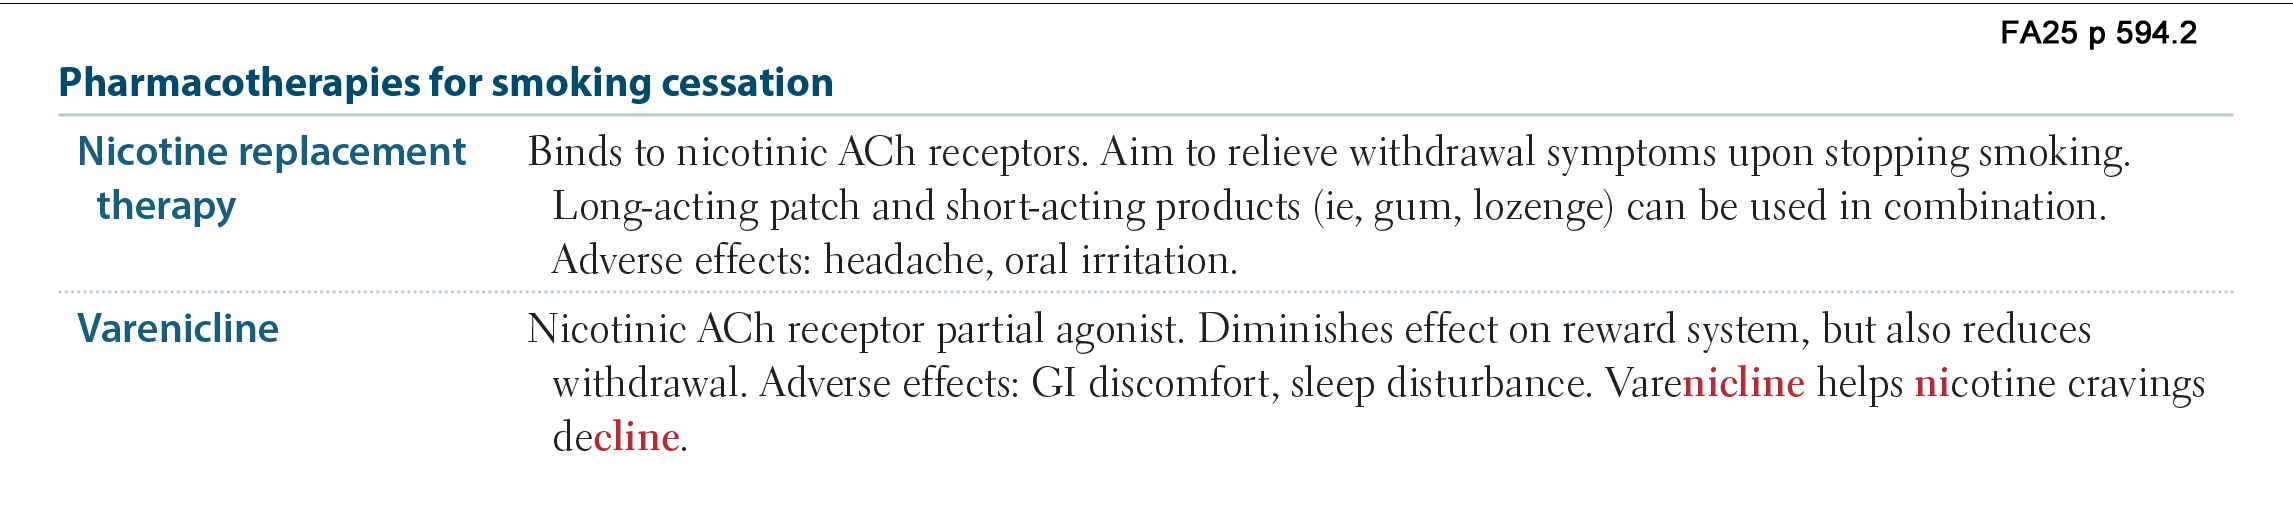 FA25 p 594.2
Pharmacotherapies for smoking cessation
Nicotine replacement therapy
Binds to nicotinic ACh receptors. Aim to relieve withdrawal symptoms upon stopping smoking.
Long-acting patch and short-acting products (ie, gum, lozenge) can be used in combination.
Adverse effects: headache, oral irritation.
Varenicline
Nicotinic ACh receptor partial agonist. Diminishes effect on reward system, but also reduces
withdrawal. Adverse effects: GI discomfort, sleep disturbance. Varenicline helps nicotine cravings
decline.